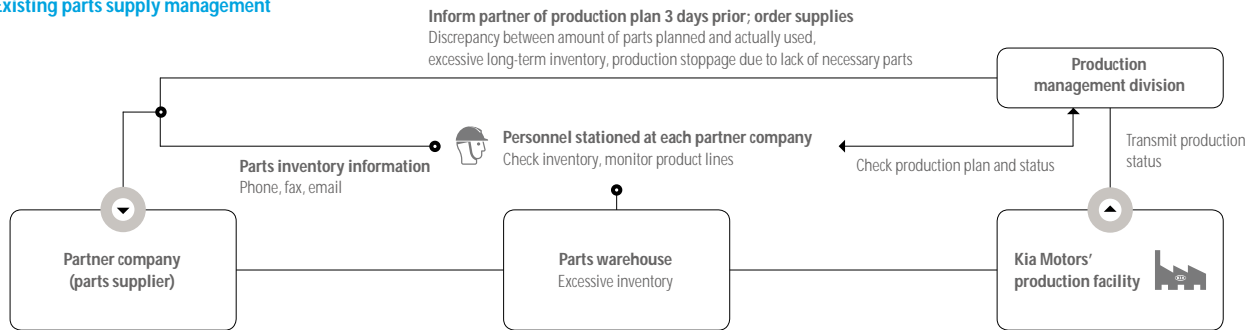 Existing parts supply management
Inform partner of production plan 3 days prior; order supplies
Discrepancy between amount of parts planned and actually used,
excessive long-term inventory, production stoppage due to lack of necessary parts
Production
management division
Personnel stationed at each partner company
Check inventory, monitor product lines
Parts inventory information
Phone, fax, email
Check production plan and status
Transmit production
status
Partner company
(parts supplier)
Parts warehouse
Excessive inventory
Kia Motors'
production facility
KIA